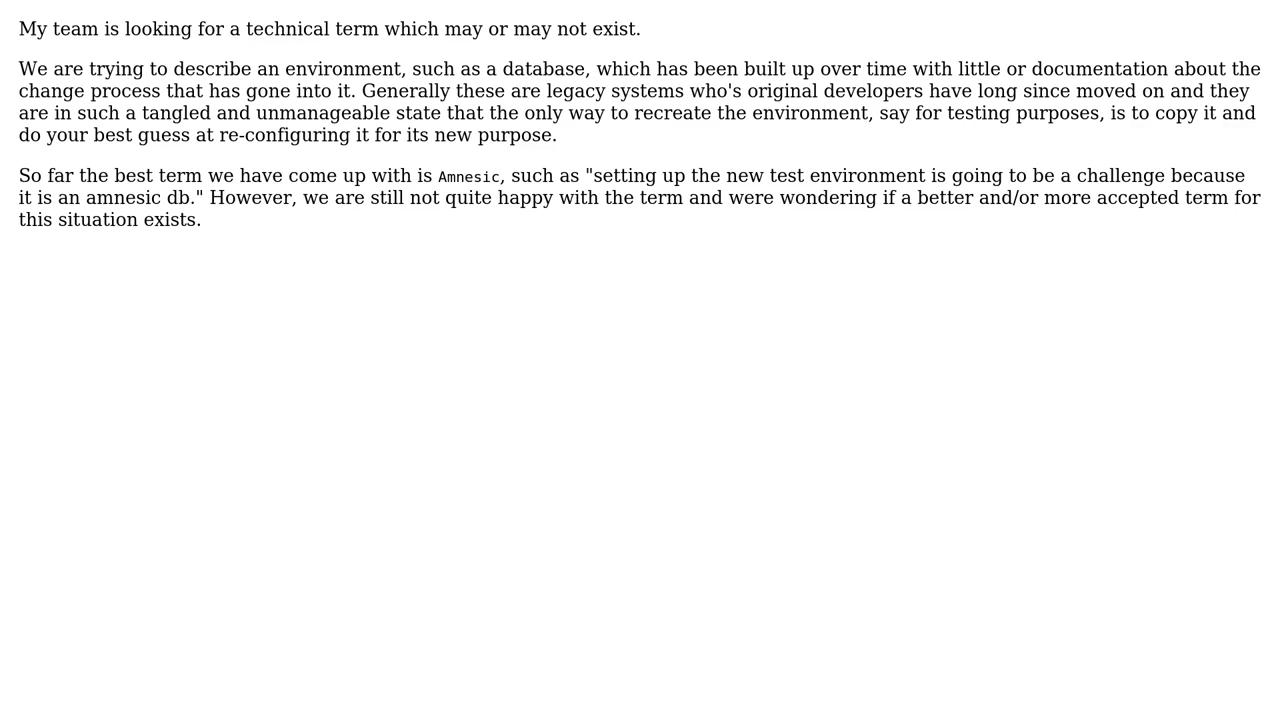 My team is looking for a technical term which may or may not exist.
We are trying to describe an environment, such as a database, which has been built up over time with little or documentation about the
change process that has gone into it. Generally these are legacy systems who's original developers have long since moved on and they
are in such a tangled and unmanageable state that the only way to recreate the environment, say for testing purposes, is to copy it and
do your best guess at re-configuring it for its new purpose.
So far the best term we have come up with is Amnesic, such as "setting up the new test environment is going to be a challenge because
it is an amnesic db." However, we are still not quite happy with the term and were wondering if a better and/or more accepted term for
this situation exists.